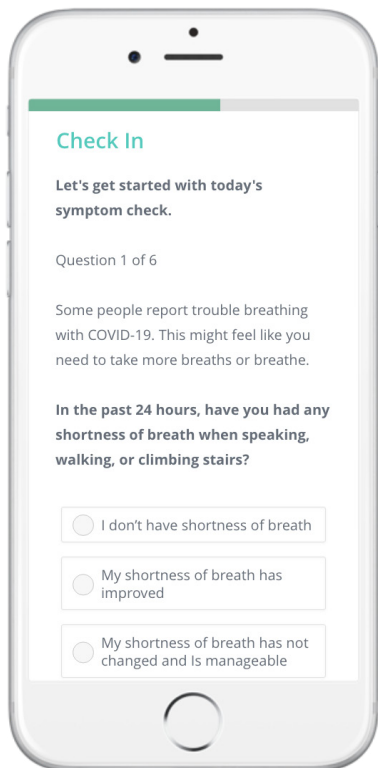 Check In
Let's get started with today's
symptom check.
Question 1 of 6
Some people report trouble breathing
with COVID-19. This might feel like you
need to take more breaths or breathe.
In the past 24 hours, have you had any
shortness of breath when speaking,
walking, or climbing stairs?
I don't have shortness of breath
My shortness of breath has
improved
My shortness of breath has not
changed and Is manageable